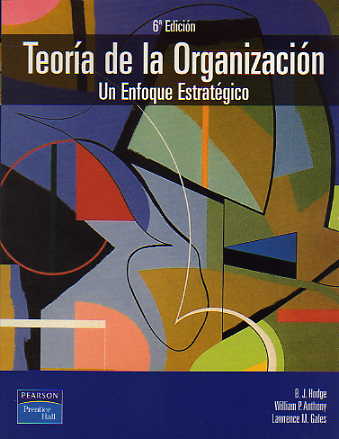 6ª Edición
Teoría de la Organización
Un Enfoque Estratégico
PEARSON
Prentice
Hall
B. J. Hodge
William P. Anthony
Lawrence M. Gales